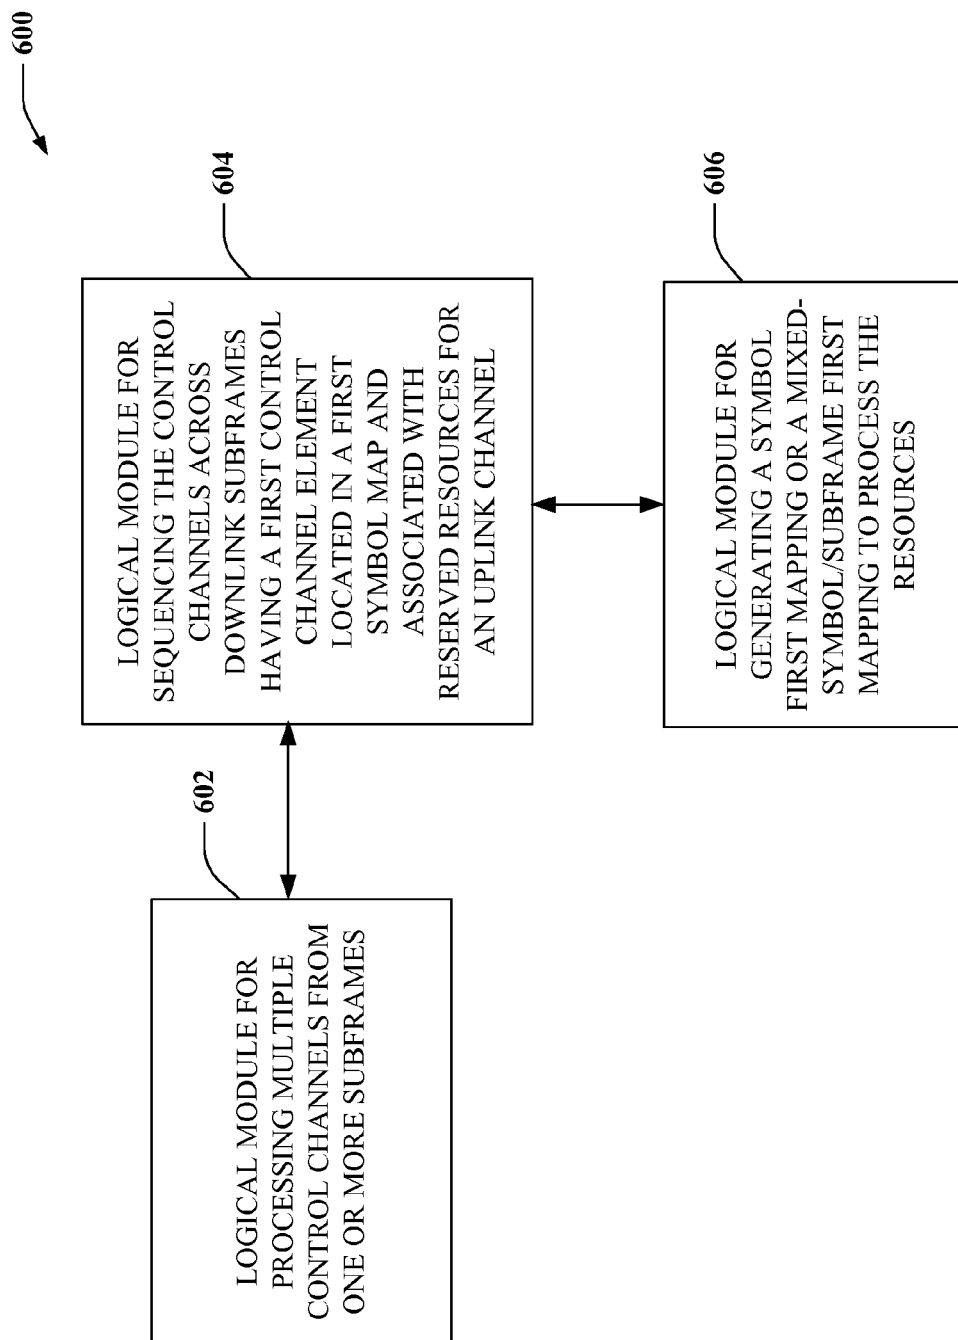 600
602
LOGICAL MODULE FOR
PROCESSING MULTIPLE
CONTROL CHANNELS FROM
ONE OR MORE SUBFRAMES
604
LOGICAL MODULE FOR
SEQUENCING THE CONTROL
CHANNELS ACROSS
DOWNLINK SUBFRAMES
HAVING A FIRST CONTROL
CHANNEL ELEMENT
LOCATED IN A FIRST
SYMBOL MAP AND
ASSOCIATED WITH
RESERVED RESOURCES FOR
AN UPLINK CHANNEL
606
LOGICAL MODULE FOR
GENERATING A SYMBOL
FIRST MAPPING OR A MIXED-
SYMBOL/SUBFRAME FIRST
MAPPING TO PROCESS THE
RESOURCES